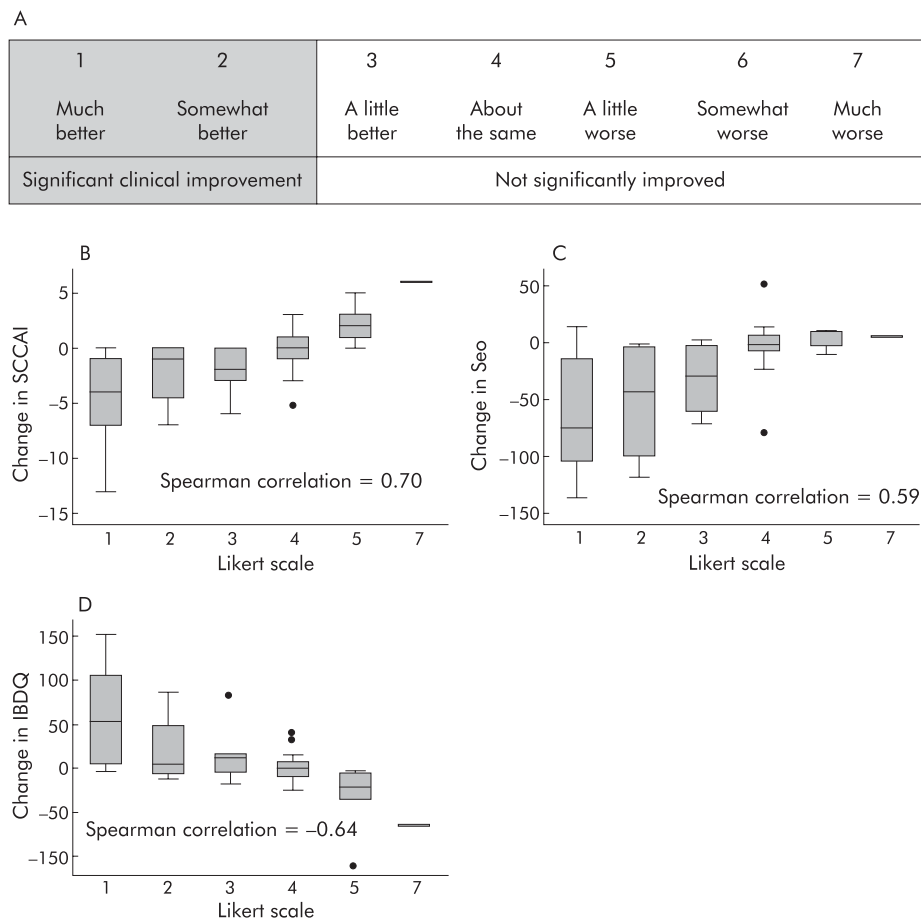 A
1 2 3 4 5 6 7
Much Somewhat A little About A little Somewhat Much
better better better the same worse worse worse
Significant clinical improvement Not significantly improved
B
5
0
–5
–10
–15
Change in SCCAI
Spearman correlation = 0.70
1 2 3 4 5 7
Likert scale
C
50
0
–50
–100
–150
Change in Seo
Spearman correlation = 0.59
1 2 3 4 5 7
Likert scale
D
150
100
50
0
–50
–150
Change in IBDQ
Spearman correlation = –0.64
1 2 3 4 5 7
Likert scale